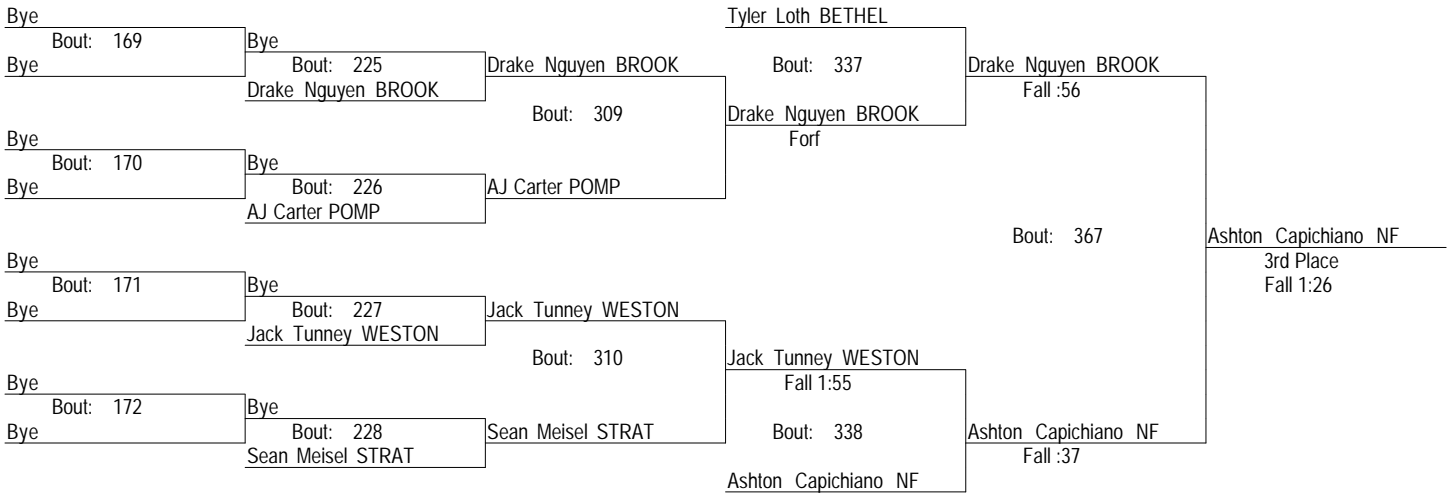 Bye
Tyler Loth BETHEL
Bout: 169
Bye
Bye
Bout: 225
Drake Nguyen BROOK
Bout: 337
Drake Nguyen BROOK
Drake Nguyen BROOK
Fall :56
Bout: 309
Drake Nguyen BROOK
Bye
Forf
Bout: 170
Bye
Bye
Bout: 226
AJ Carter POMP
AJ Carter POMP
Bout: 367
Ashton Capichiano NF
Bye
3rd Place
Bout: 171
Bye
Fall 1:26
Bye
Bout: 227
Jack Tunney WESTON
Jack Tunney WESTON
Bout: 310
Jack Tunney WESTON
Bye
Fall 1:55
Bout: 172
Bye
Bye
Bout: 228
Sean Meisel STRAT
Bout: 338
Ashton Capichiano NF
Sean Meisel STRAT
Fall :37
Ashton Capichiano NF